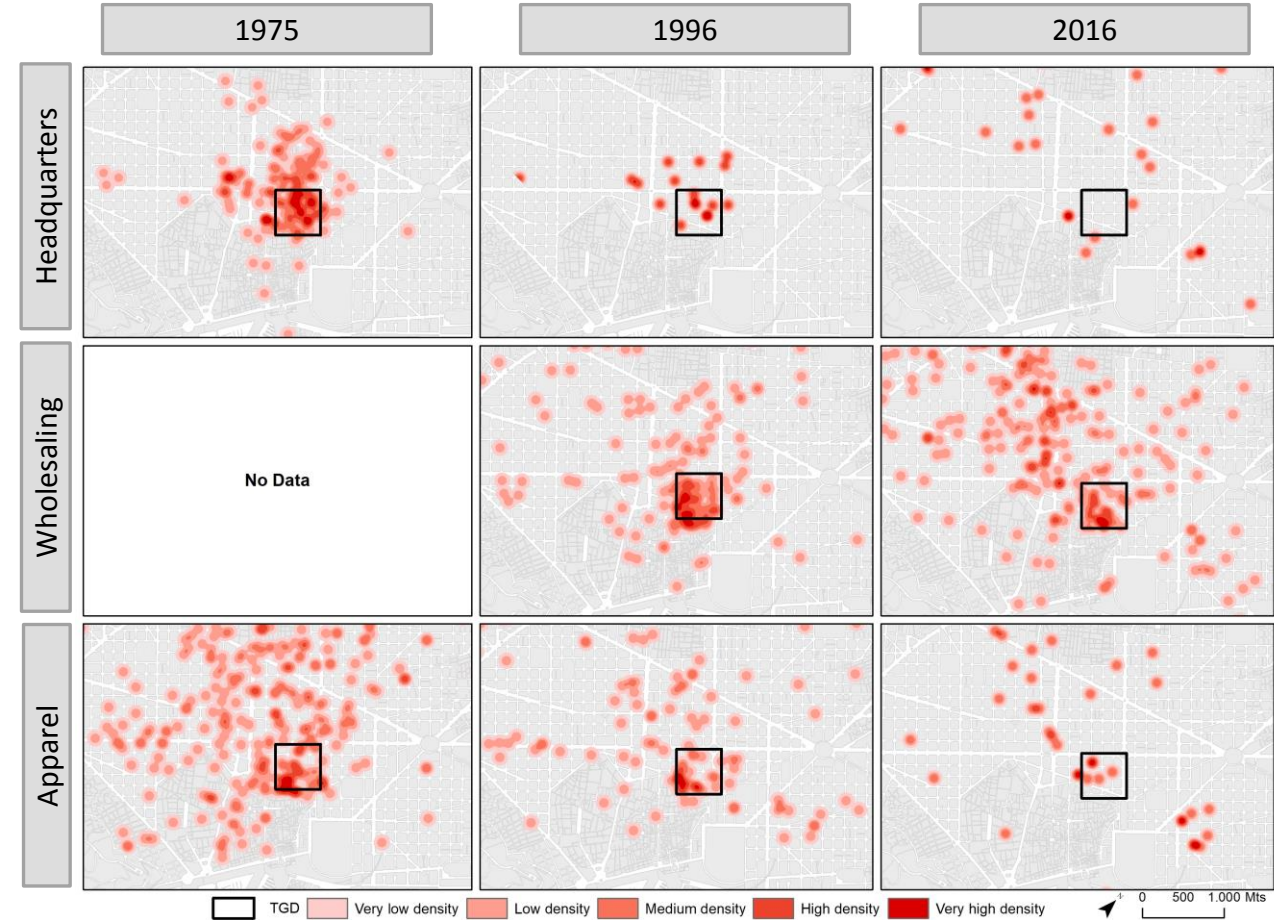 1975
1996
2016
Headquarters
Wholesaling
No Data
Apparel
TGD Very low density Low density Medium density High density Very high density
N
0 500 1.000 Mts